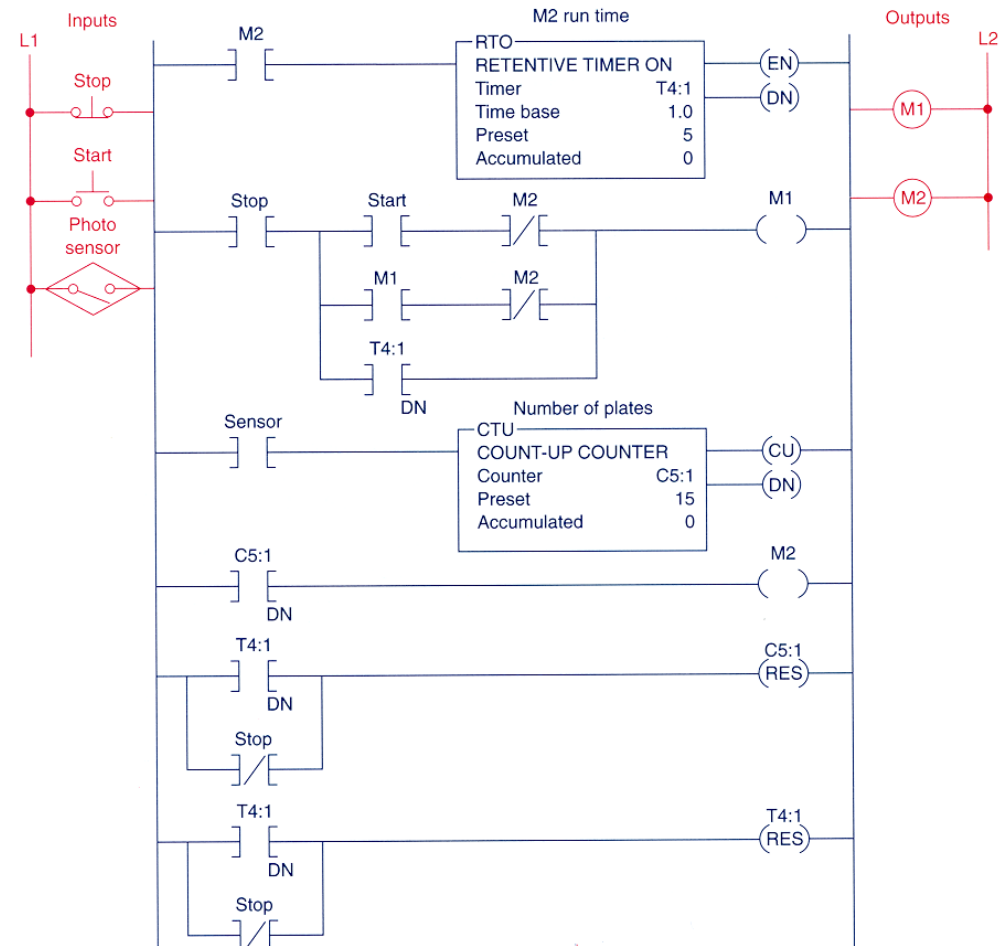 Inputs
L1
Stop
Start
Photo
sensor
M2 run time
M2
RTO
RETENTIVE TIMER ON
Timer T4:1
Time base 1.0
Preset 5
Accumulated 0
EN
DN
Outputs
L2
M1
M2
Stop
Start
M2
M1
M1
M2
T4:1
DN
Number of plates
Sensor
CTU
COUNT-UP COUNTER
Counter C5:1
Preset 15
Accumulated 0
CU
DN
C5:1
DN
M2
T4:1
DN
C5:1
RES
Stop
T4:1
DN
T4:1
RES
Stop